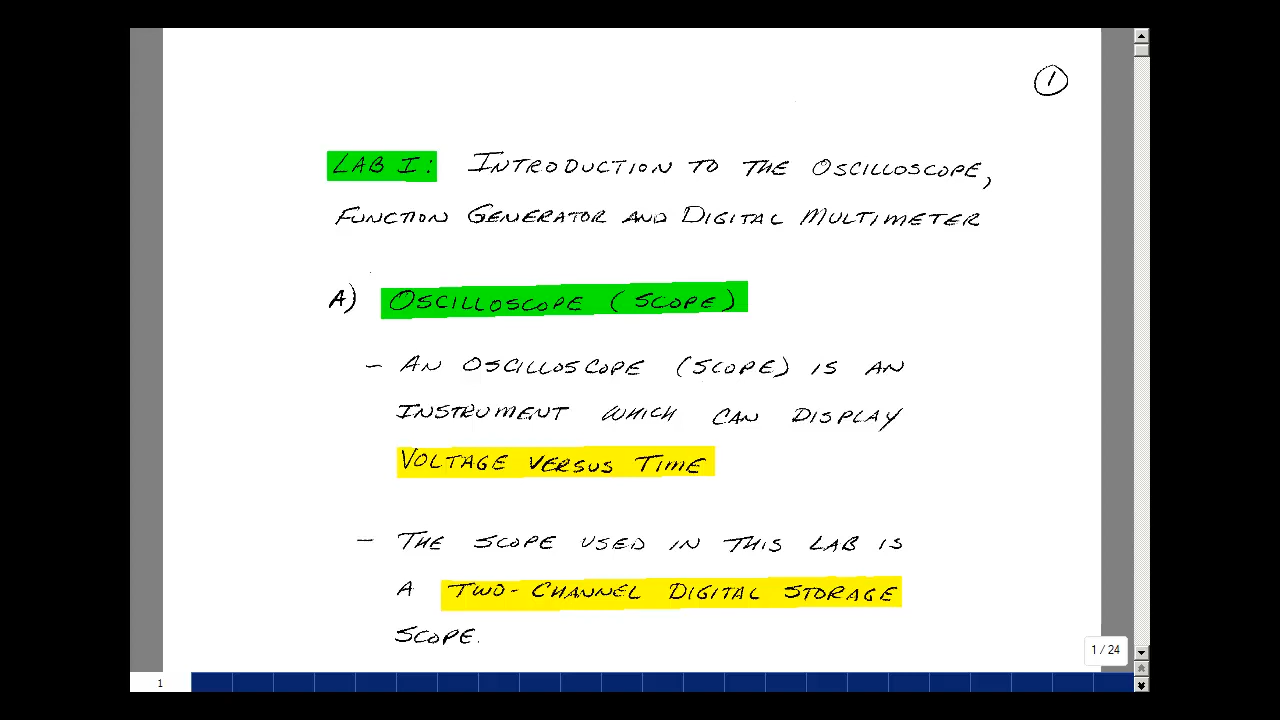 1
LAB I: INTRODUCTION TO THE OSCILLOSCOPE,
FUNCTION GENERATOR AND DIGITAL MULTIMETER
A) OSCILLOSCOPE (SCOPE)
- AN OSCILLOSCOPE (SCOPE) IS AN
INSTRUMENT WHICH CAN DISPLAY
VOLTAGE VERSUS TIME
- THE SCOPE USED IN THIS LAB IS
A TWO-CHANNEL DIGITAL STORAGE
SCOPE.
1 / 24
1